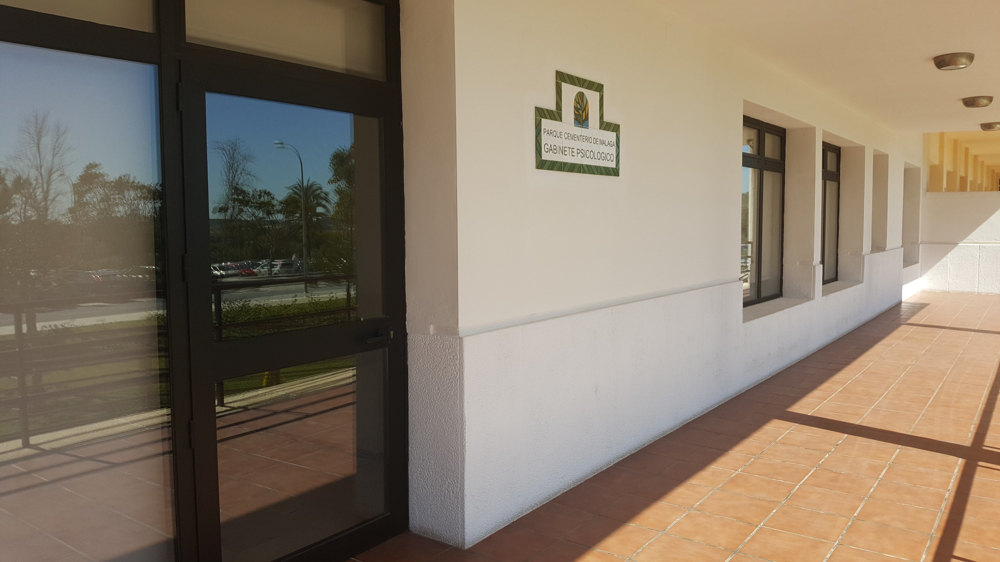 PARQUE CEMENTERIO DE MALAGA
GABINETE PSICOLOGICO